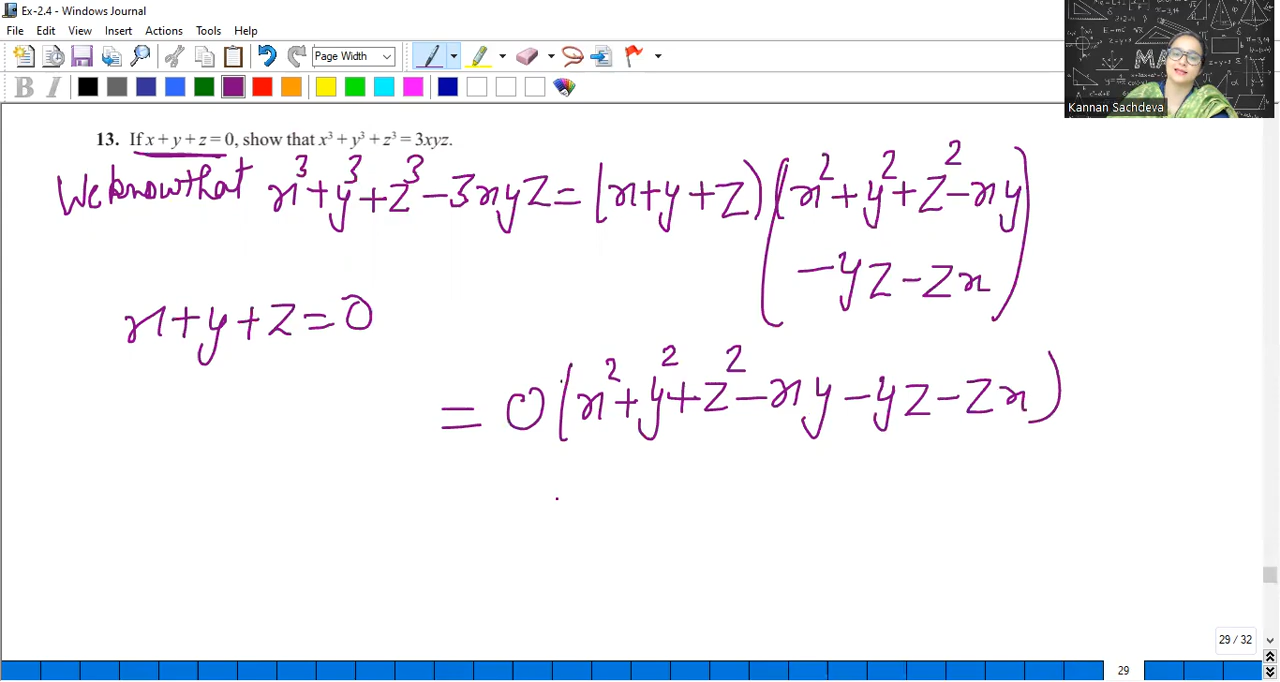 Ex-2.4 - Windows Journal
File Edit View Insert Actions Tools Help
Page Width
B I
Kannan Sachdeva
13. If x + y + z = 0, show that x³ + y³ + z³ = 3xyz.
We know that x³+y³+z³-3xyz=(x+y+z)(x²+y²+z²-xy
-yz-zx)
x+y+z=0
= 0(x²+y²+z²-xy-yz-zx)
29 / 32
29